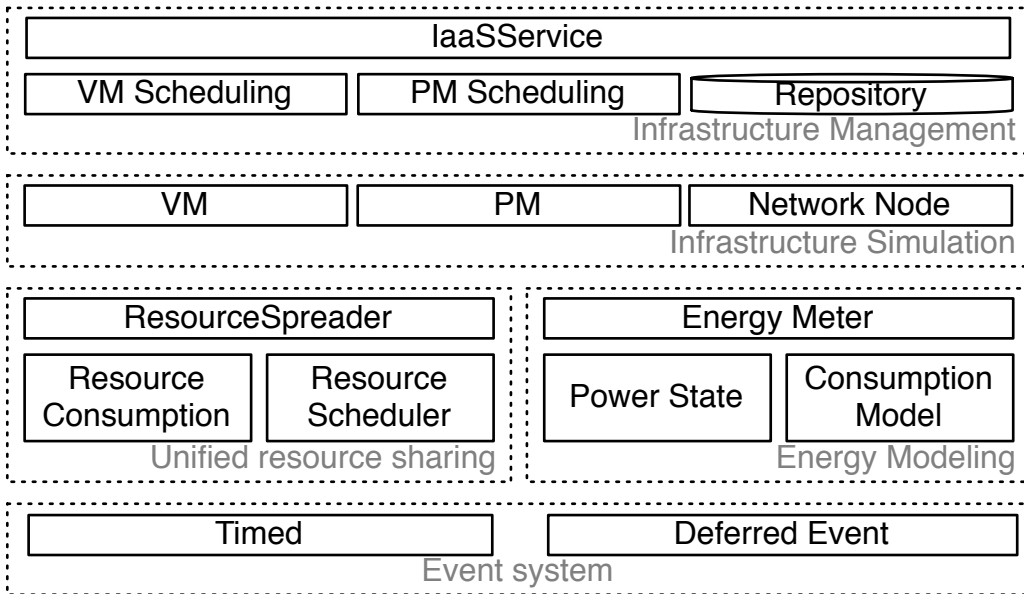 IaaSService
VM Scheduling
PM Scheduling
Repository
Infrastructure Management
VM
PM
Network Node
Infrastructure Simulation
ResourceSpreader
Resource
Consumption
Resource
Scheduler
Unified resource sharing
Energy Meter
Power State
Consumption
Model
Energy Modeling
Timed
Deferred Event
Event system